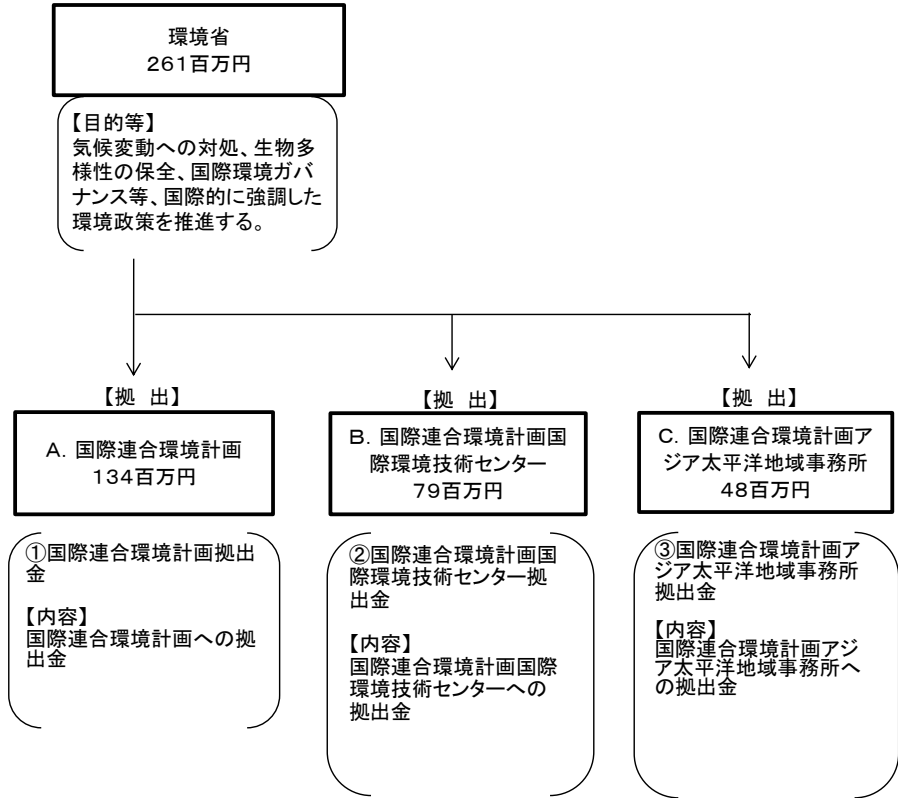 環境省
261百万円
【目的等】
気候変動への対処、生物多
様性の保全、国際環境ガバ
ナンス等、国際的に強調した
環境政策を推進する。
【拠 出】
A. 国際連合環境計画
134百万円
①国際連合環境計画拠出
金
【内容】
国際連合環境計画への拠
出金
【拠 出】
B. 国際連合環境計画国
際環境技術センター
79百万円
②国際連合環境計画国
際環境技術センター拠
出金
【内容】
国際連合環境計画国際
環境技術センターへの
拠出金
【拠 出】
C. 国際連合環境計画ア
ジア太平洋地域事務所
48百万円
③国際連合環境計画ア
ジア太平洋地域事務所
拠出金
【内容】
国際連合環境計画アジ
ア太平洋地域事務所へ
の拠出金